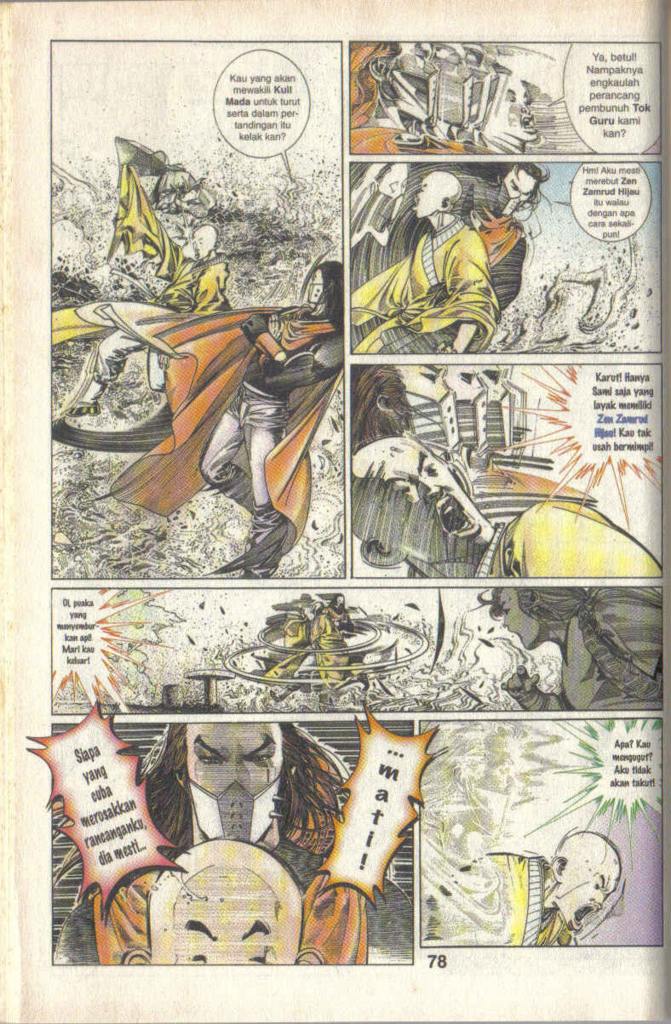 Kau yang akan
mewakili Kuil
Mada untuk turut
serta dalam per-
tandingan itu
kelak kan?
Ya, betul!
Nampaknya
engkaulah
perancang
pembunuh Tok
Guru kami
kan?
Hm! Aku mesti
merebut Zen
Zamrud Hijau
itu walau
dengan apa
cara sekali-
pun!
Karut! Hanya
Sami saja yang
layak memiliki
Zen Zamrud
Hijau! Kau tak
usah bermimpi!
Oi, puaka
yang
menyembur-
kan api!
Mari kau
keluar!
Siapa
yang
cuba
merosakkan
rancanganku,
dia mesti...
...mati!
Apa? Kau
mengugut?
Aku tidak
akan takut!
78